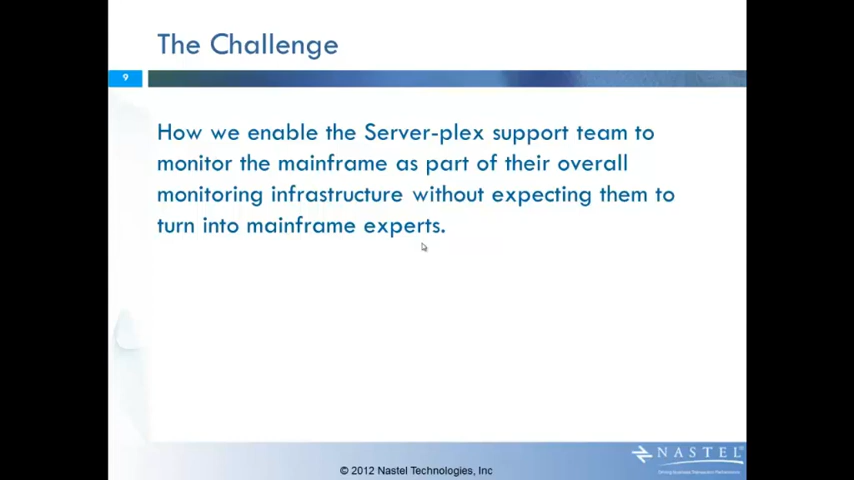 The Challenge
9
How we enable the Server-plex support team to
monitor the mainframe as part of their overall
monitoring infrastructure without expecting them to
turn into mainframe experts.
NASTEL
© 2012 Nastel Technologies, Inc